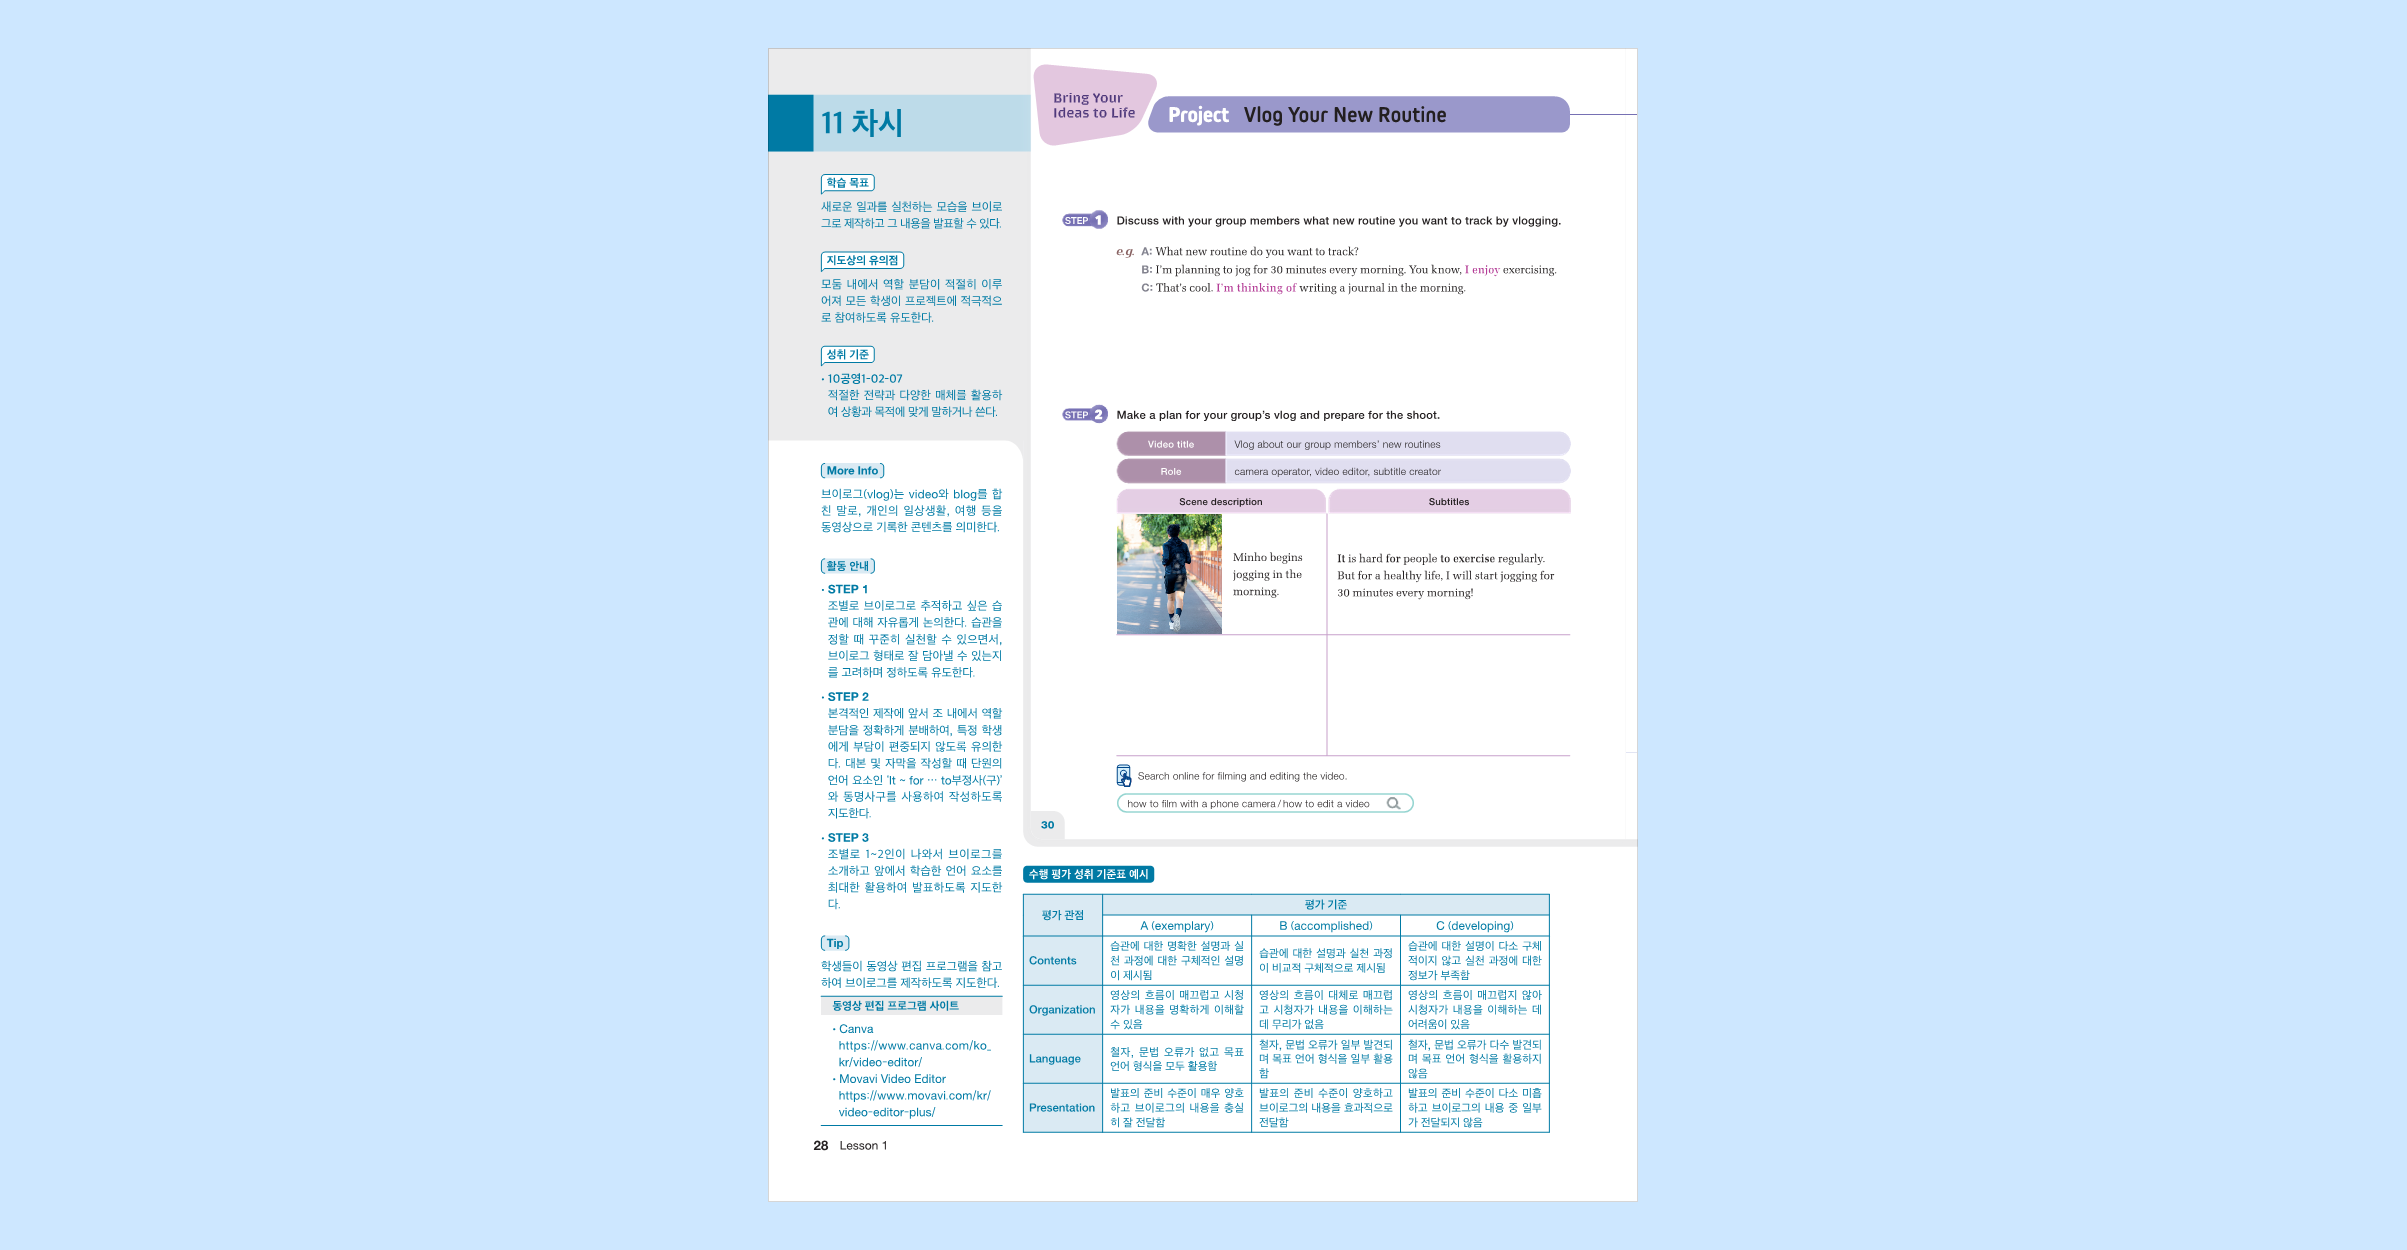 11 차시
학습 목표
새로운 일과를 실천하는 모습을 브이로
그로 제작하고 그 내용을 발표할 수 있다.
지도상의 유의점
모둠 내에서 역할 분담이 적절히 이루
어져 모든 학생이 프로젝트에 적극적으
로 참여하도록 유도한다.
성취 기준
• 10공영1-02-07
적절한 전략과 다양한 매체를 활용하
여 상황과 목적에 맞게 말하거나 쓴다.
More Info
브이로그(vlog)는 video와 blog를 합
친 말로, 개인의 일상생활, 여행 등을
동영상으로 기록한 콘텐츠를 의미한다.
활동 안내
• STEP 1
조별로 브이로그로 추적하고 싶은 습
관에 대해 자유롭게 논의한다. 습관을
정할 때 꾸준히 실천할 수 있으면서,
브이로그 형태로 잘 담아낼 수 있는지
를 고려하며 정하도록 유도한다.
• STEP 2
본격적인 제작에 앞서 조 내에서 역할
분담을 정확하게 분배하여, 특정 학생
에게 부담이 편중되지 않도록 유의한
다. 대본 및 자막을 작성할 때 단원의
언어 요소인 ‘It ~ for … to부정사(구)’
와 동명사구를 사용하여 작성하도록
지도한다.
• STEP 3
조별로 1~2인이 나와서 브이로그를
소개하고 앞에서 학습한 언어 요소를
최대한 활용하여 발표하도록 지도한
다.
Tip
학생들이 동영상 편집 프로그램을 참고
하여 브이로그를 제작하도록 지도한다.
동영상 편집 프로그램 사이트
• Canva
https://www.canva.com/ko_
kr/video-editor/
• Movavi Video Editor
https://www.movavi.com/kr/
video-editor-plus/
28 Lesson 1
Bring Your
Ideas to Life
Project Vlog Your New Routine
STEP 1 Discuss with your group members what new routine you want to track by vlogging.
e.g. A: What new routine do you want to track?
B: I'm planning to jog for 30 minutes every morning. You know, I enjoy exercising.
C: That's cool. I'm thinking of writing a journal in the morning.
STEP 2 Make a plan for your group's vlog and prepare for the shoot.
Video title Vlog about our group members' new routines
Role camera operator, video editor, subtitle creator
Scene description Subtitles
Minho begins
jogging in the
morning.
It is hard for people to exercise regularly.
But for a healthy life, I will start jogging for
30 minutes every morning!
Search online for filming and editing the video.
how to film with a phone camera / how to edit a video
30
수행 평가 성취 기준표 예시
평가 관점
평가 기준
A (exemplary) B (accomplished) C (developing)
Contents
습관에 대한 명확한 설명과 실
천 과정에 대한 구체적인 설명
이 제시됨
습관에 대한 설명과 실천 과정
이 비교적 구체적으로 제시됨
습관에 대한 설명이 다소 구체
적이지 않고 실천 과정에 대한
정보가 부족함
Organization
영상의 흐름이 매끄럽고 시청
자가 내용을 명확하게 이해할
수 있음
영상의 흐름이 대체로 매끄럽
고 시청자가 내용을 이해하는
데 무리가 없음
영상의 흐름이 매끄럽지 않아
시청자가 내용을 이해하는 데
어려움이 있음
Language
철자, 문법 오류가 없고 목표
언어 형식을 모두 활용함
철자, 문법 오류가 일부 발견되
며 목표 언어 형식을 일부 활용
함
철자, 문법 오류가 다수 발견되
며 목표 언어 형식을 활용하지
않음
Presentation
발표의 준비 수준이 매우 양호
하고 브이로그의 내용을 충실
히 잘 전달함
발표의 준비 수준이 양호하고
브이로그의 내용을 효과적으로
전달함
발표의 준비 수준이 다소 미흡
하고 브이로그의 내용 중 일부
가 전달되지 않음